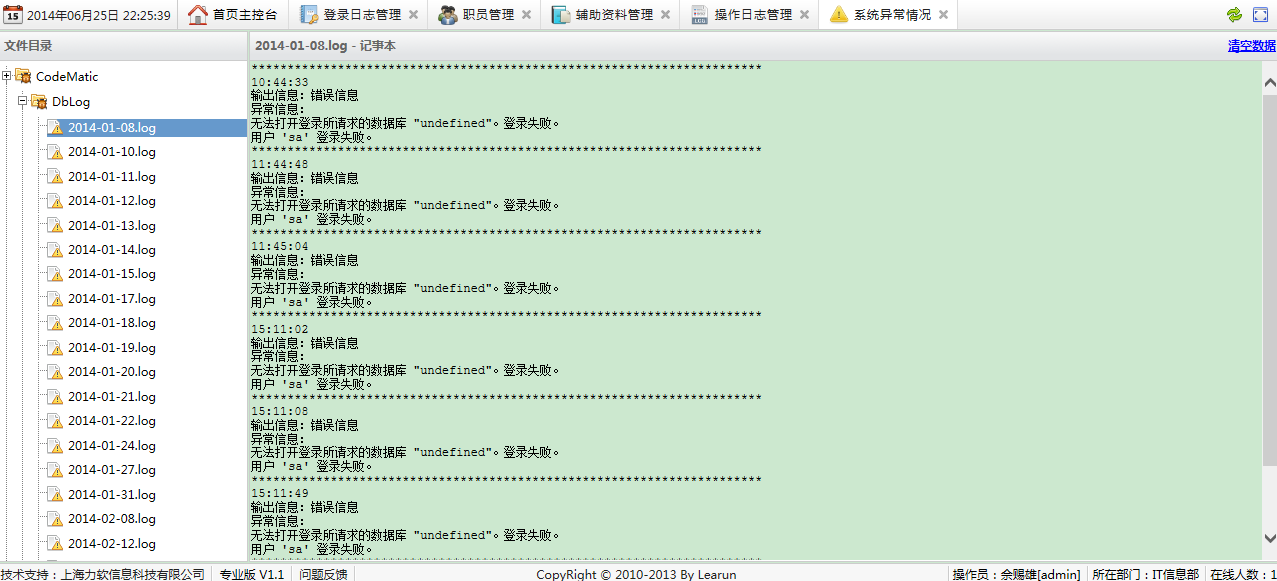 15 2014年06月25日 22:25:39 首页主控台 登录日志管理 职员管理 辅助资料管理 操作日志管理 系统异常情况
文件目录
2014-01-08.log - 记事本 清空数据
CodeMatic
DbLog
2014-01-08.log
2014-01-10.log
2014-01-11.log
2014-01-12.log
2014-01-13.log
2014-01-14.log
2014-01-15.log
2014-01-17.log
2014-01-18.log
2014-01-19.log
2014-01-20.log
2014-01-21.log
2014-01-22.log
2014-01-24.log
2014-01-27.log
2014-01-31.log
2014-02-08.log
2014-02-12.log
***********************************************************************
10:44:33
输出信息：错误信息
异常信息：
无法打开登录所请求的数据库 "undefined"。登录失败。
用户 'sa' 登录失败。
***********************************************************************
11:44:48
输出信息：错误信息
异常信息：
无法打开登录所请求的数据库 "undefined"。登录失败。
用户 'sa' 登录失败。
***********************************************************************
11:45:04
输出信息：错误信息
异常信息：
无法打开登录所请求的数据库 "undefined"。登录失败。
用户 'sa' 登录失败。
***********************************************************************
15:11:02
输出信息：错误信息
异常信息：
无法打开登录所请求的数据库 "undefined"。登录失败。
用户 'sa' 登录失败。
***********************************************************************
15:11:08
输出信息：错误信息
异常信息：
无法打开登录所请求的数据库 "undefined"。登录失败。
用户 'sa' 登录失败。
***********************************************************************
15:11:49
输出信息：错误信息
异常信息：
无法打开登录所请求的数据库 "undefined"。登录失败。
用户 'sa' 登录失败。
***********************************************************************
技术支持：上海力软信息科技有限公司 专业版 V1.1 问题反馈 CopyRight © 2010-2013 By Learun 操作员：佘赐雄[admin] 所在部门：IT信息部 在线人数：1